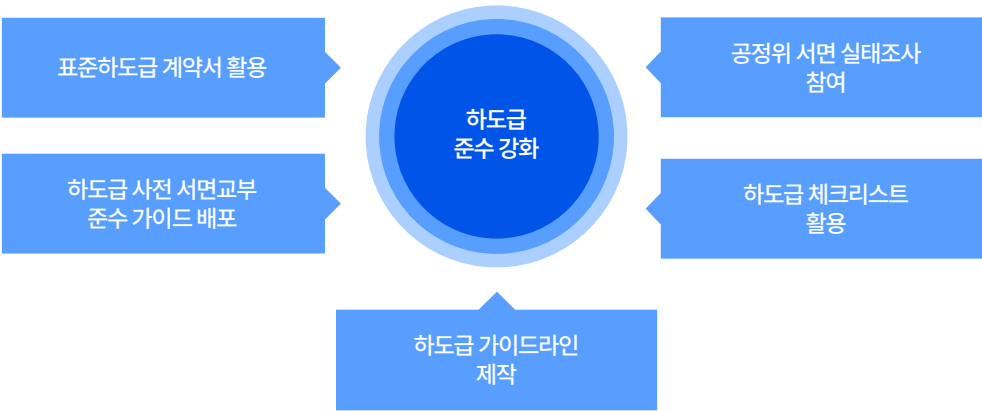 표준하도급 계약서 활용
하도급 사전 서면교부
준수 가이드 배포
하도급
준수 강화
공정위 서면 실태조사
참여
하도급 체크리스트
활용
하도급 가이드라인
제작